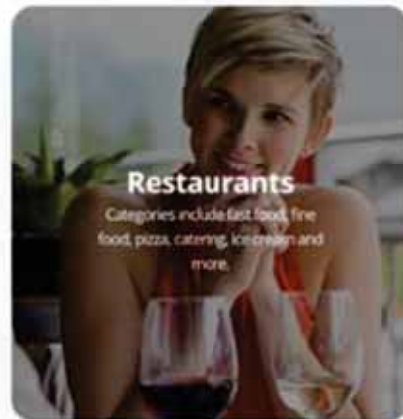 Restaurants
Categories include fast food, fine
food, pizza, catering, ice cream and
more.